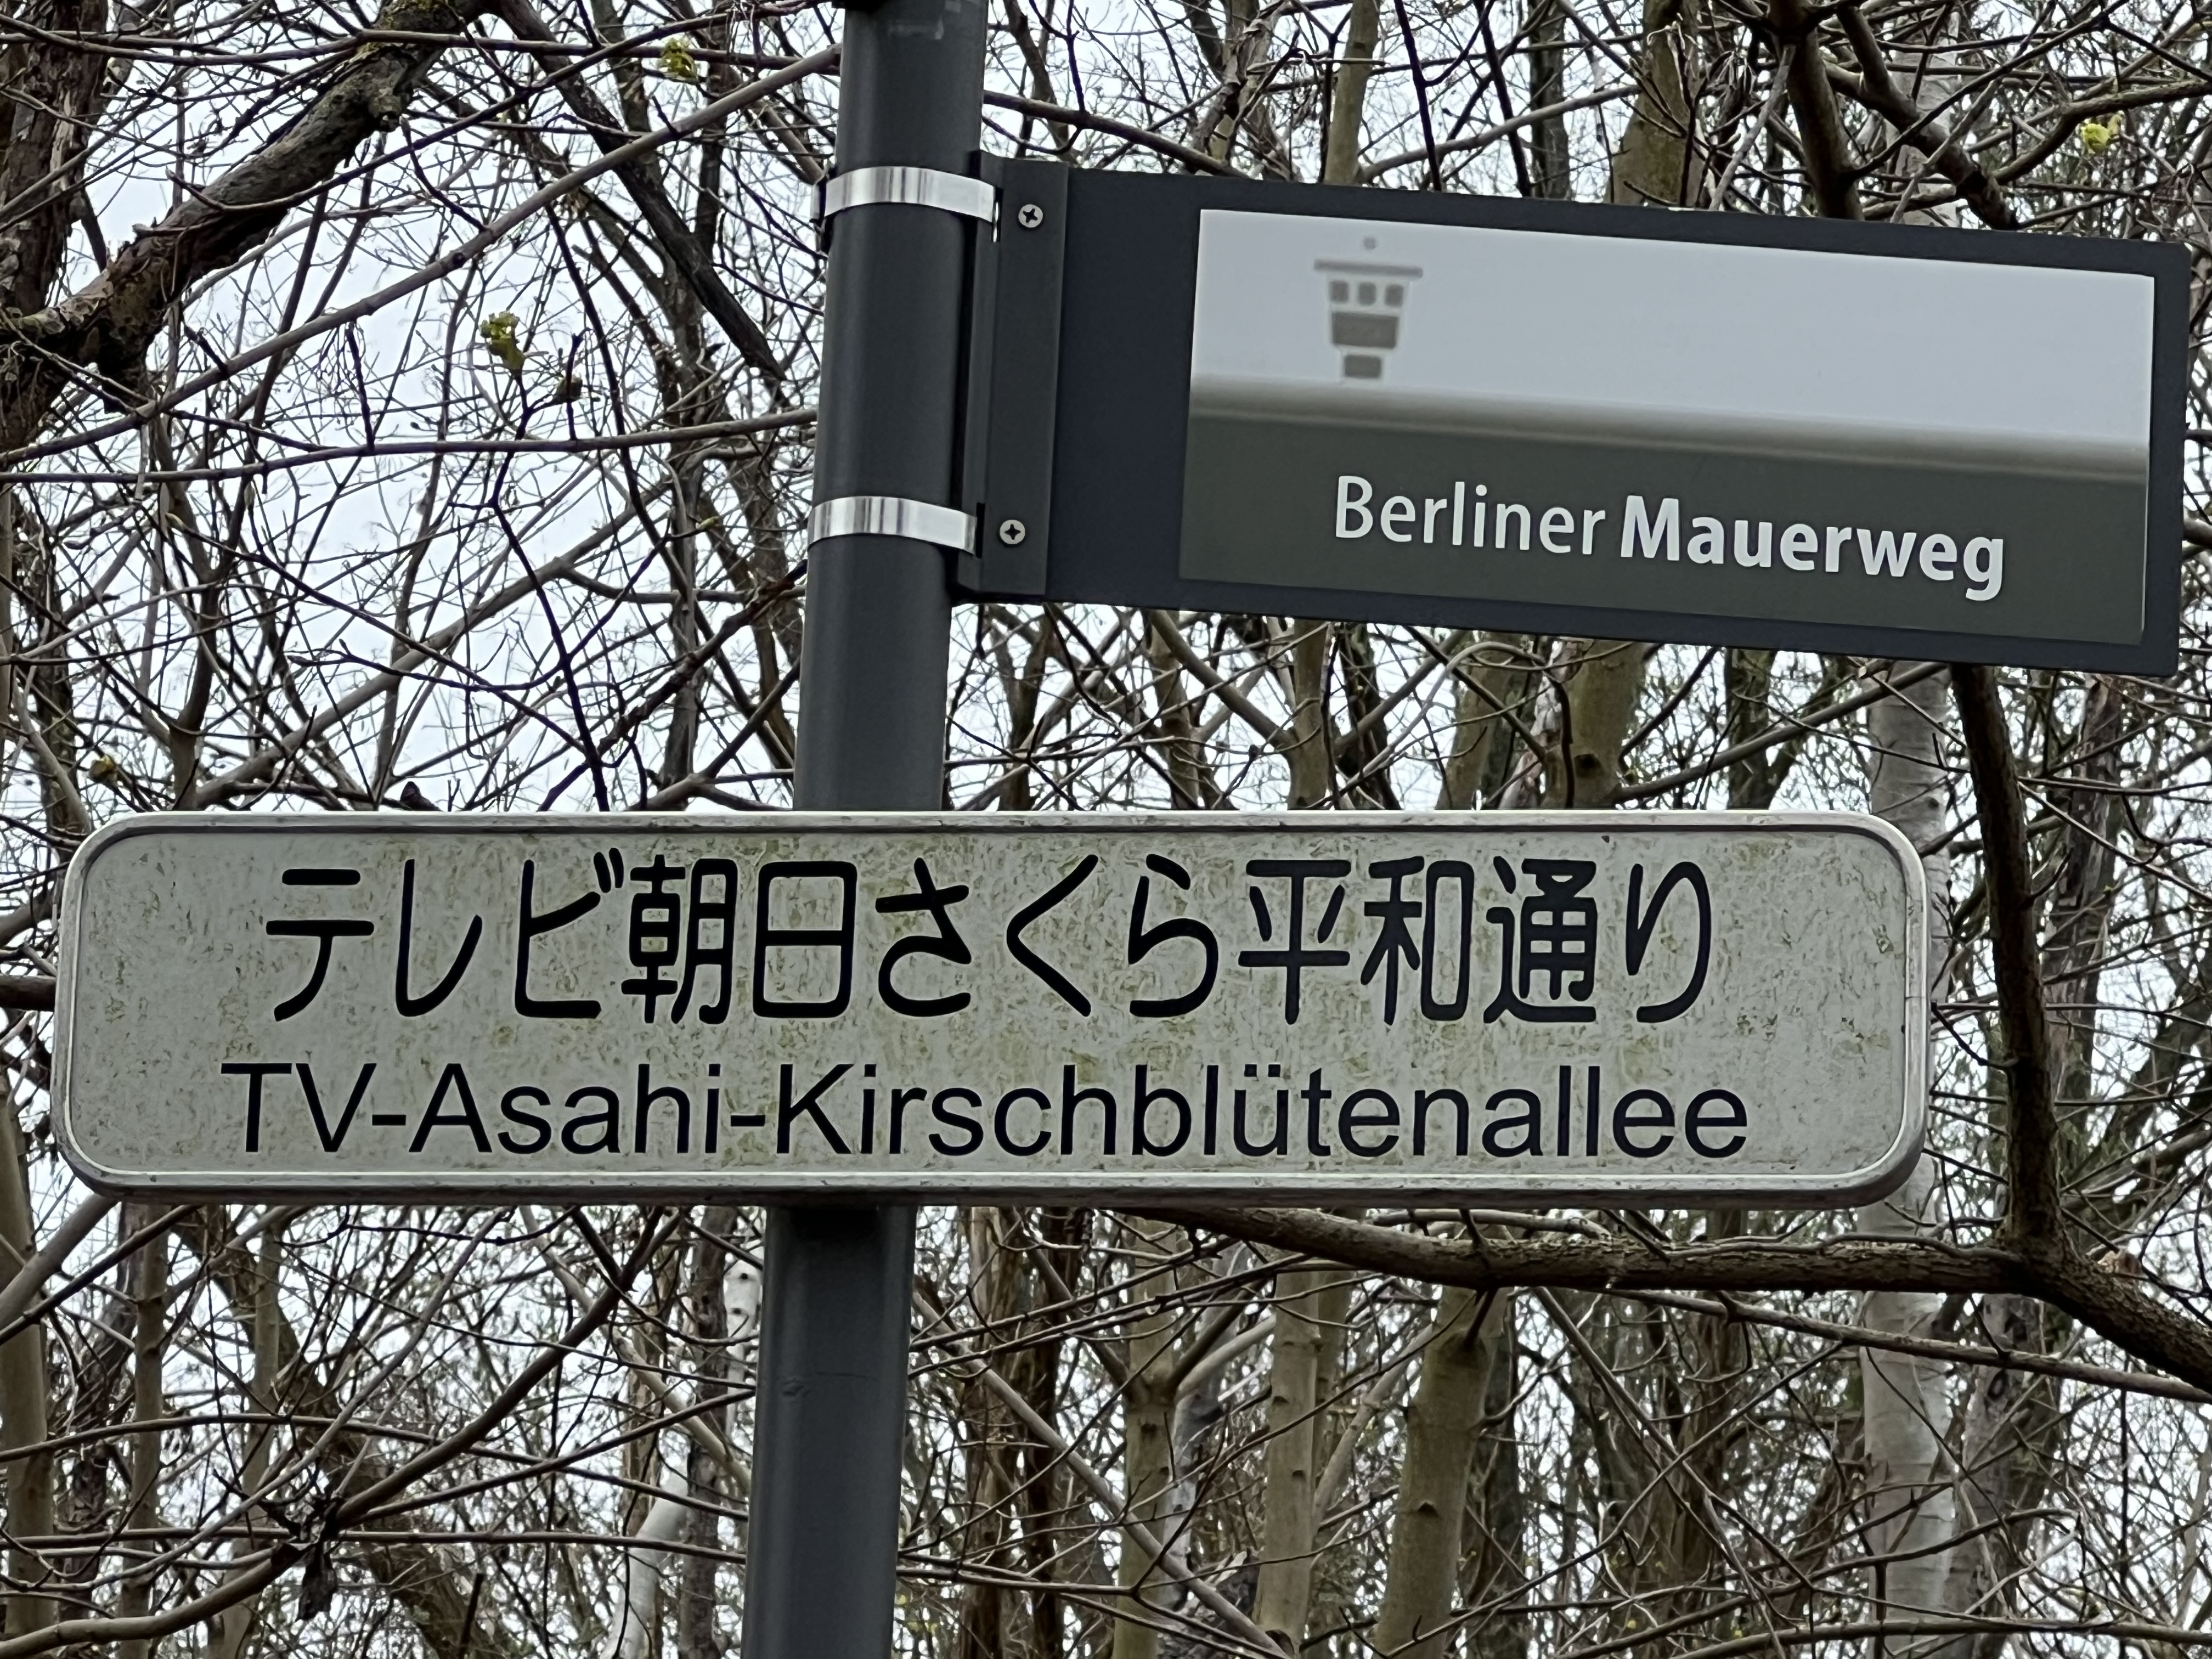 Berliner Mauerweg
テレビ朝日さくら平和通り
TV-Asahi-Kirschblütenallee